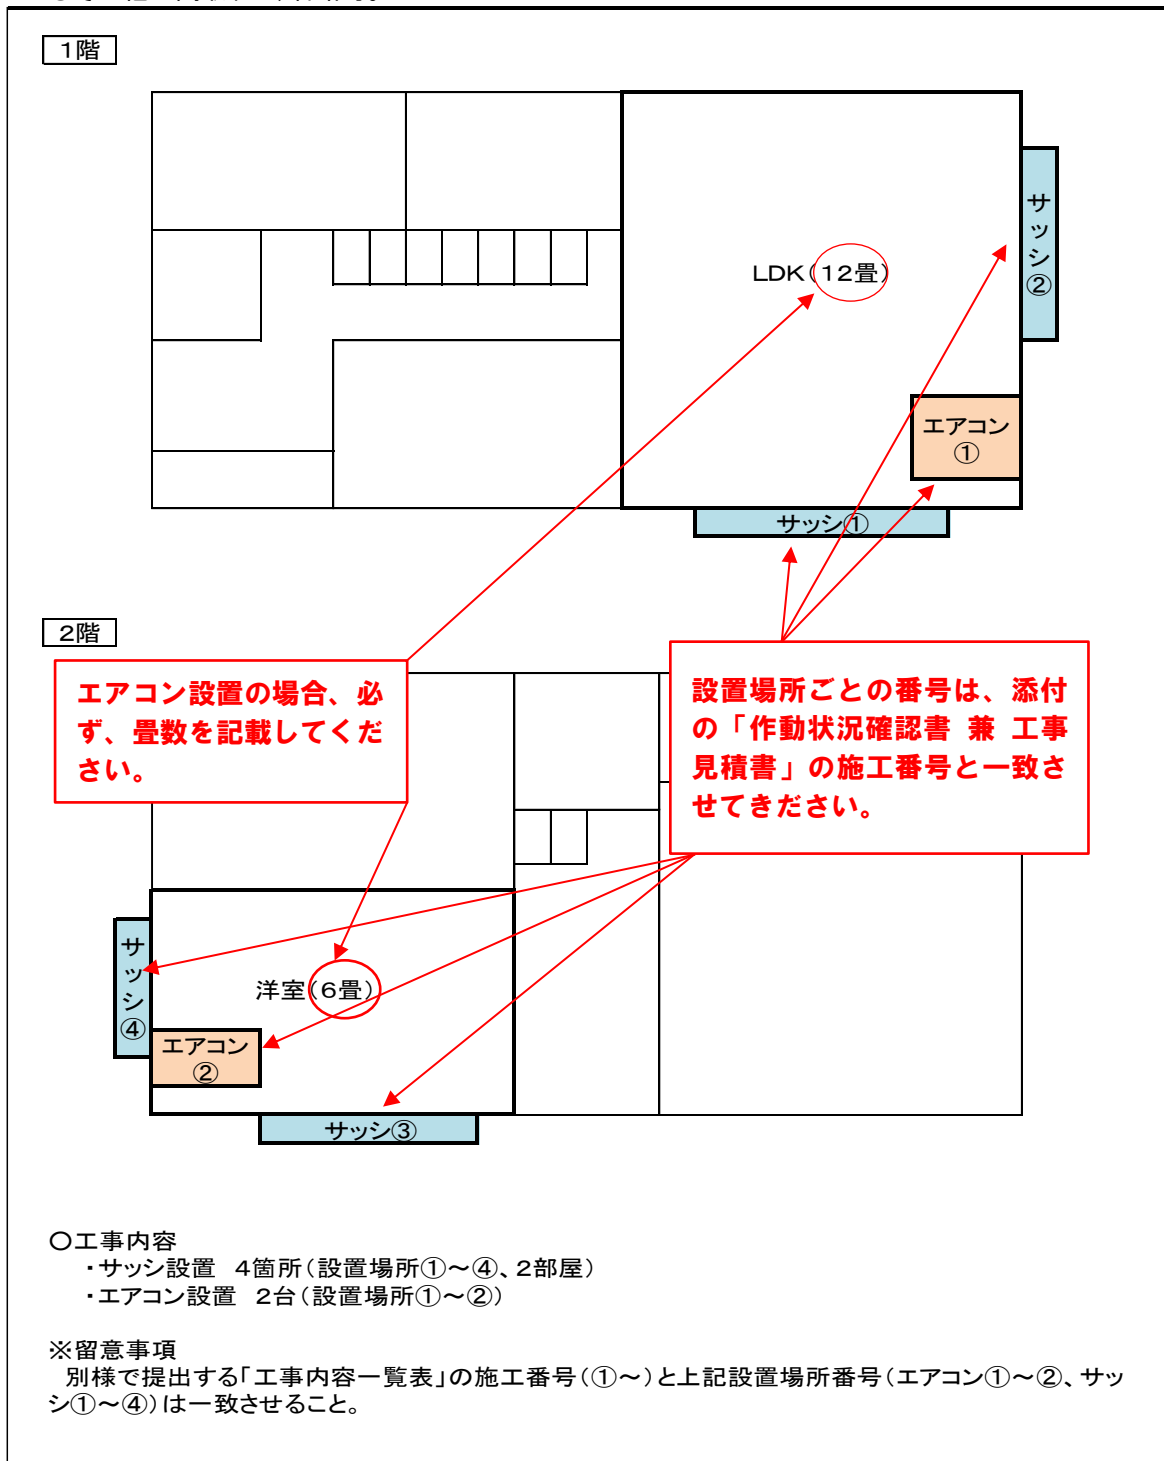 1階
LDK(12畳)
サッシ②
エアコン
①
サッシ①
2階
エアコン設置の場合、必
ず、畳数を記載してくだ
さい。
設置場所ごとの番号は、添付
の「作動状況確認書 兼 工事
見積書」の施工番号と一致さ
せてきださい。
サッシ④
洋室(6畳)
エアコン
②
サッシ③
○工事内容
・サッシ設置 4箇所(設置場所①～④、2部屋)
・エアコン設置 2台(設置場所①～②)
※留意事項
別様で提出する「工事内容一覧表」の施工番号(①～)と上記設置場所番号(エアコン①～②、サッ
シ①～④)は一致させること。